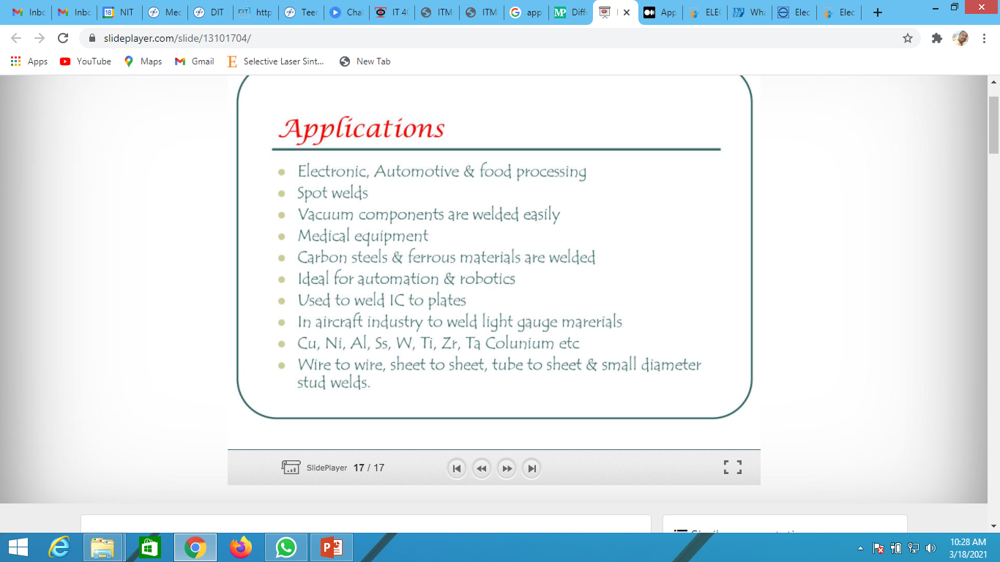 Inbo
Inbo
18 NIT
Mec
DIT
DIT http
Teer
Chal
IT 4
ITM
ITM
app
Diff
App
ELEC
Wha
Elec
Elec
slideplayer.com/slide/13101704/
Apps YouTube Maps Gmail Selective Laser Sint... New Tab
Applications
Electronic, Automotive & food processing
Spot welds
Vacuum components are welded easily
Medical equipment
Carbon steels & ferrous materials are welded
Ideal for automation & robotics
Used to weld IC to plates
In aircraft industry to weld light gauge marerials
Cu, Ni, Al, Ss, W, Ti, Zr, Ta Colunium etc
Wire to wire, sheet to sheet, tube to sheet & small diameter
stud welds.
SlidePlayer 17 / 17
10:28 AM
3/18/2021